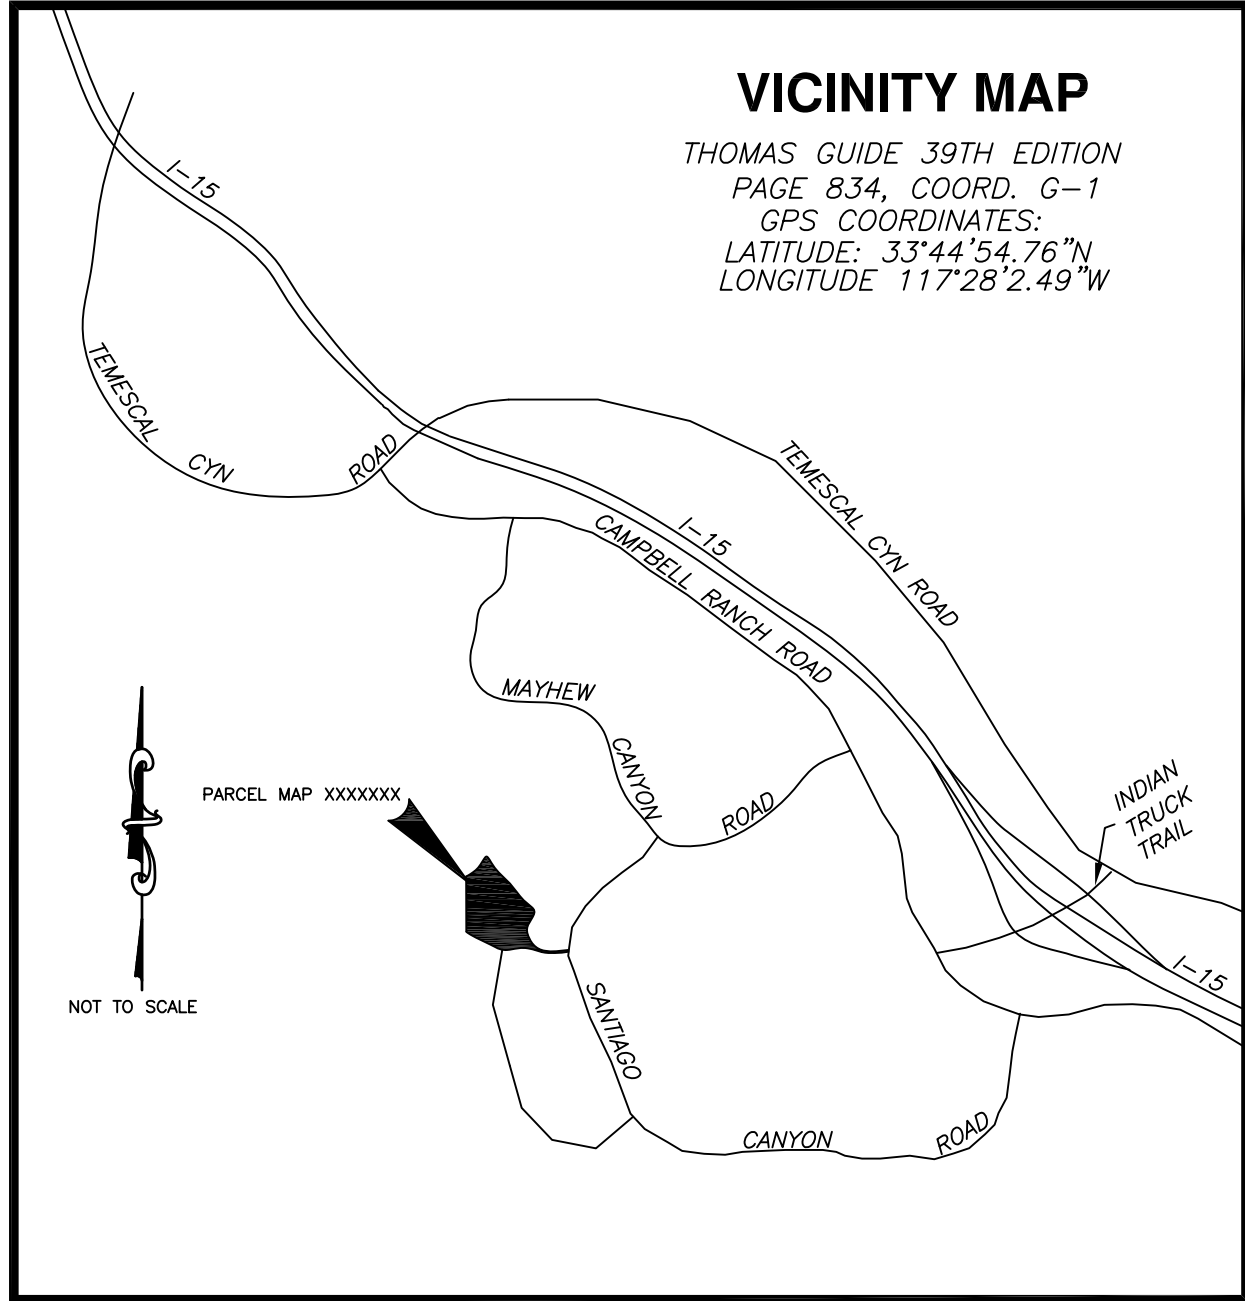 VICINITY MAP
THOMAS GUIDE 39TH EDITION
PAGE 834, COORD. G-1
GPS COORDINATES:
LATITUDE: 33°44'54.76"N
LONGITUDE 117°28'2.49"W
I-15
TEMESCAL
CYN
ROAD
TEMESCAL CYN ROAD
I-15
CAMPBELL RANCH ROAD
MAYHEW
CANYON
ROAD
INDIAN
TRUCK
TRAIL
PARCEL MAP XXXXXXX
I-15
NOT TO SCALE
SANTIAGO
CANYON
ROAD